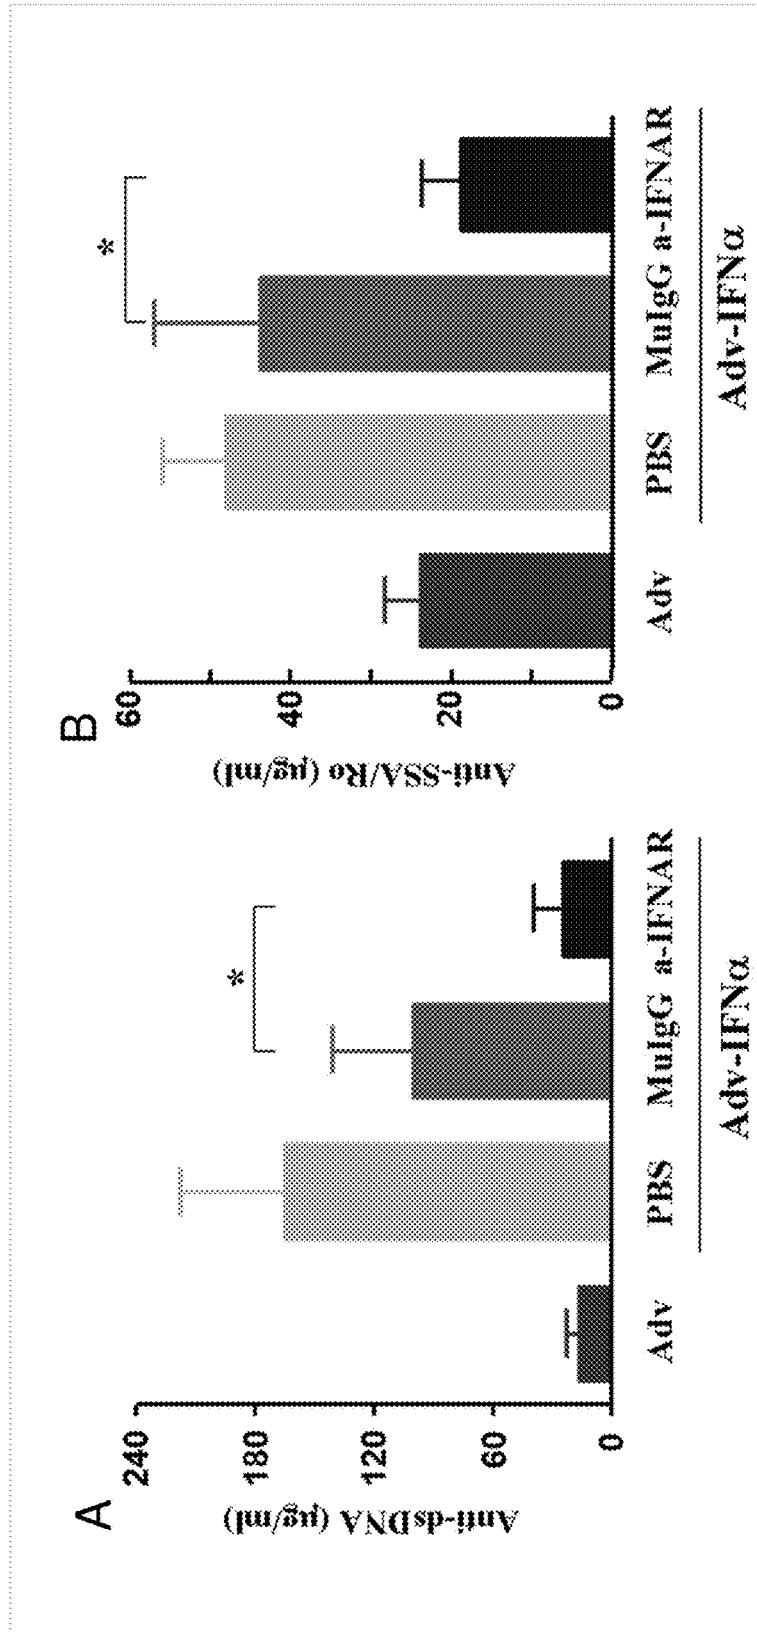 A
Anti-dsDNA (µg/ml)
240
180
120
60
0
*
Adv
PBS
MuIgG
a-IFNAR
Adv-IFNα
B
Anti-SSA/Ro (µg/ml)
60
40
20
0
*
Adv
PBS
MuIgG
a-IFNAR
Adv-IFNα